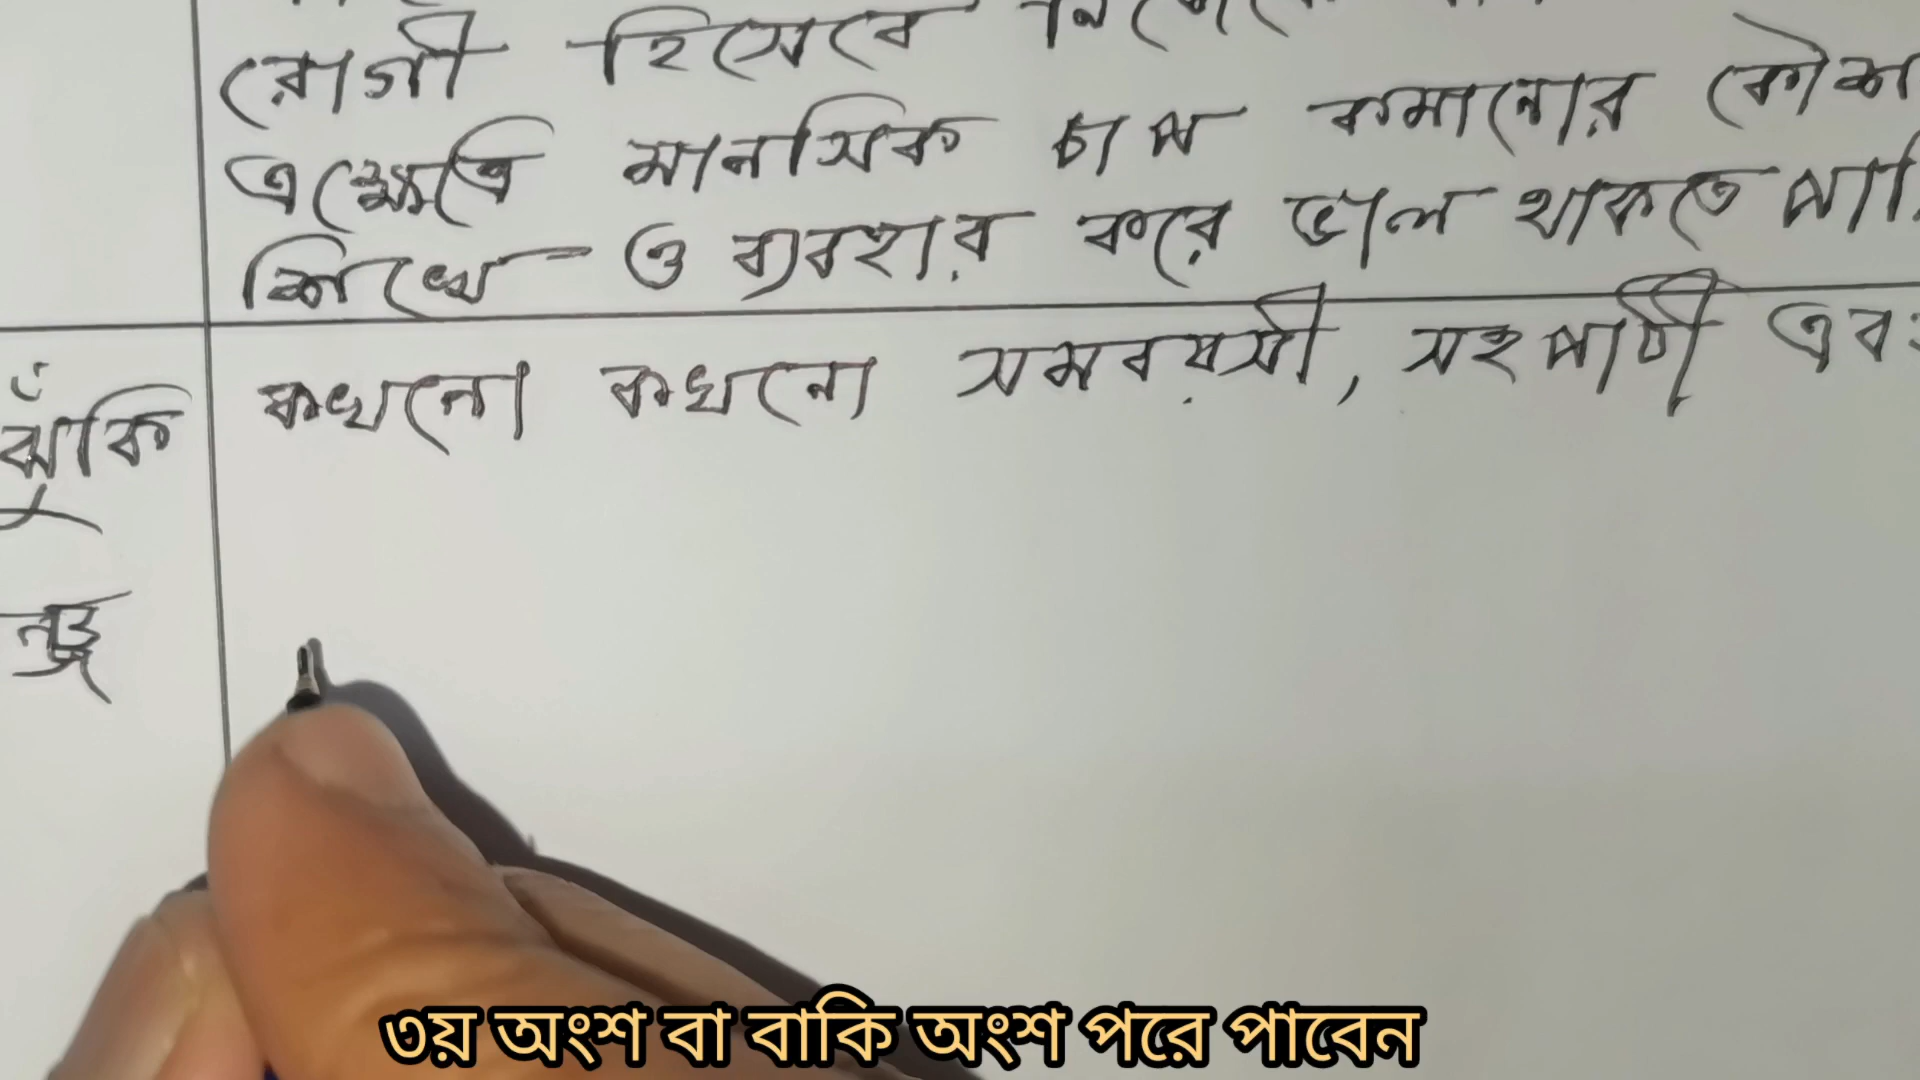 রোগী হিসেবে
এক্ষেত্রে মানসিক চাপ কমানোর কৌশ
শিখে ও ব্যবহার করে ভাল থাকতে পারি
ঝুঁকি
কখনো কখনো সমবয়সী, সহপাঠী এবং
৩য় অংশ বা বাকি অংশ পরে পাবেন